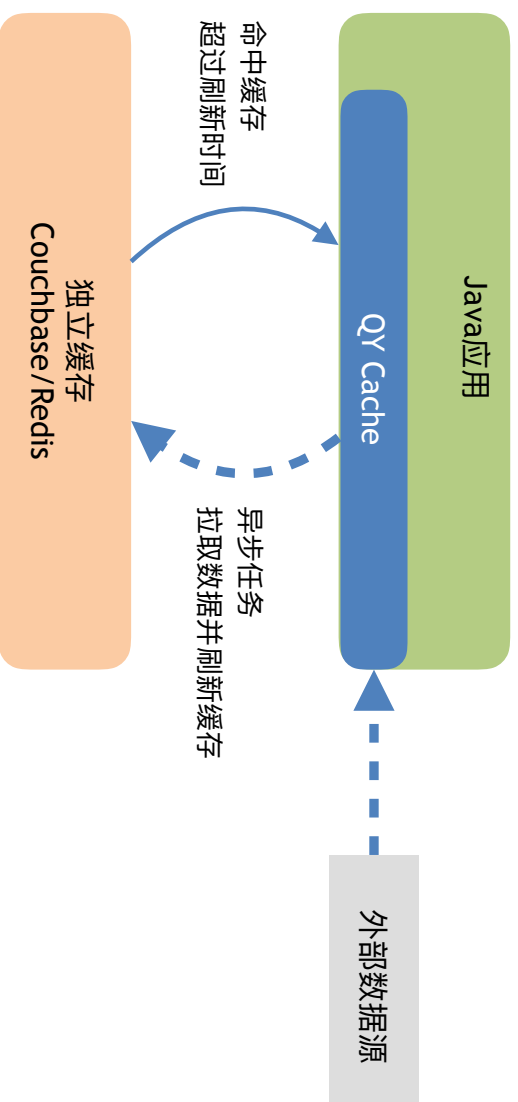 Java应用
QY Cache
命中缓存
超过刷新时间
异步任务
拉取数据并刷新缓存
独立缓存
Couchbase/Redis
外部数据源